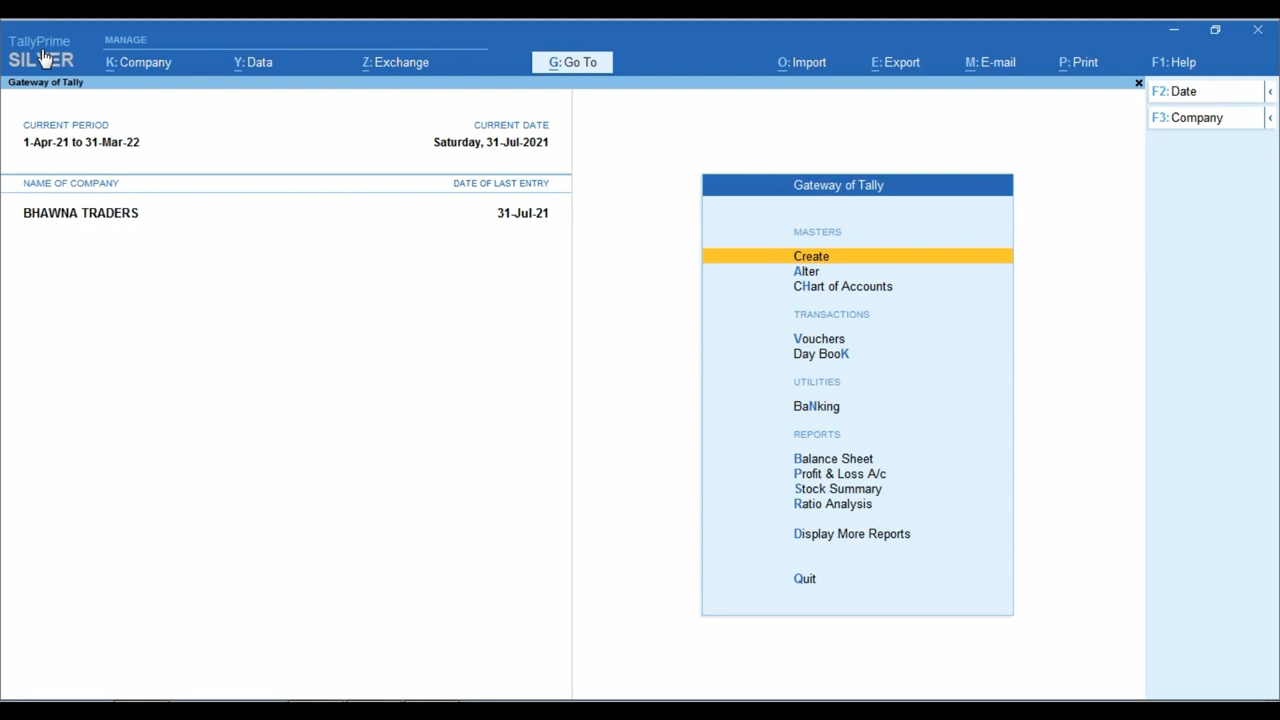 TallyPrime
MANAGE
SILVER
K: Company
Y: Data
Z: Exchange
G: Go To
O: Import
E: Export
M: E-mail
P: Print
F1: Help
Gateway of Tally
F2: Date
F3: Company
CURRENT PERIOD
CURRENT DATE
1-Apr-21 to 31-Mar-22
Saturday, 31-Jul-2021
NAME OF COMPANY
DATE OF LAST ENTRY
BHAWNA TRADERS
31-Jul-21
Gateway of Tally
MASTERS
Create
Alter
CHart of Accounts
TRANSACTIONS
Vouchers
Day BooK
UTILITIES
BaNking
REPORTS
Balance Sheet
Profit & Loss A/c
Stock Summary
Ratio Analysis
Display More Reports
Quit